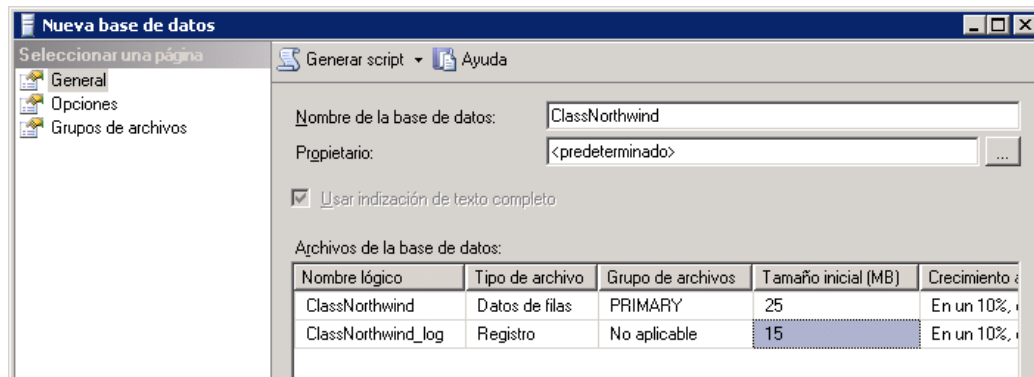 Nueva base de datos
Seleccionar una página
General
Opciones
Grupos de archivos
Generar script
Ayuda
Nombre de la base de datos: ClassNorthwind
Propietario: <predeterminado> ...
Usar indización de texto completo
Archivos de la base de datos:
Nombre lógico Tipo de archivo Grupo de archivos Tamaño inicial (MB) Crecimiento
ClassNorthwind Datos de filas PRIMARY 25 En un 10%,
ClassNorthwind_log Registro No aplicable 15 En un 10%,